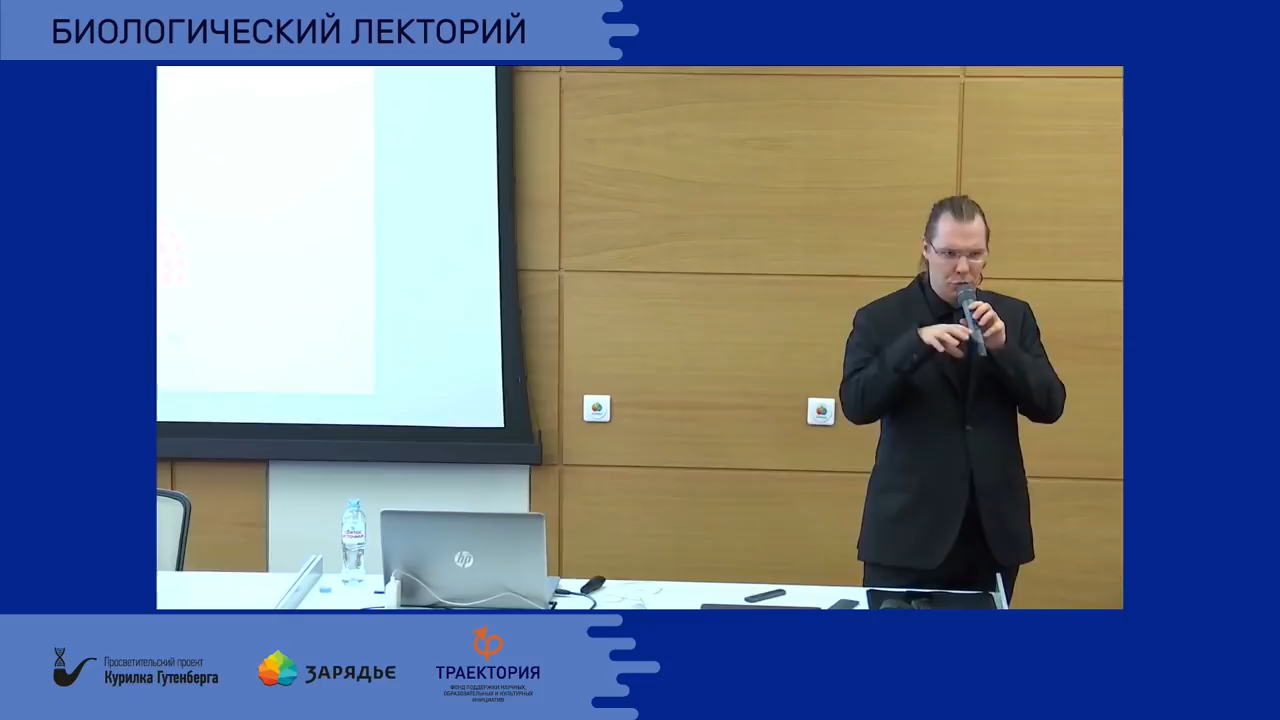 БИОЛОГИЧЕСКИЙ ЛЕКТОРИЙ
hp
Просветительский проект
Курилка Гутенберга
ЗАРЯДЬЕ
ТРАЕКТОРИЯ
ФОНД ПОДДЕРЖКИ НАУЧНЫХ,
ОБРАЗОВАТЕЛЬНЫХ И КУЛЬТУРНЫХ
ИНИЦИАТИВ